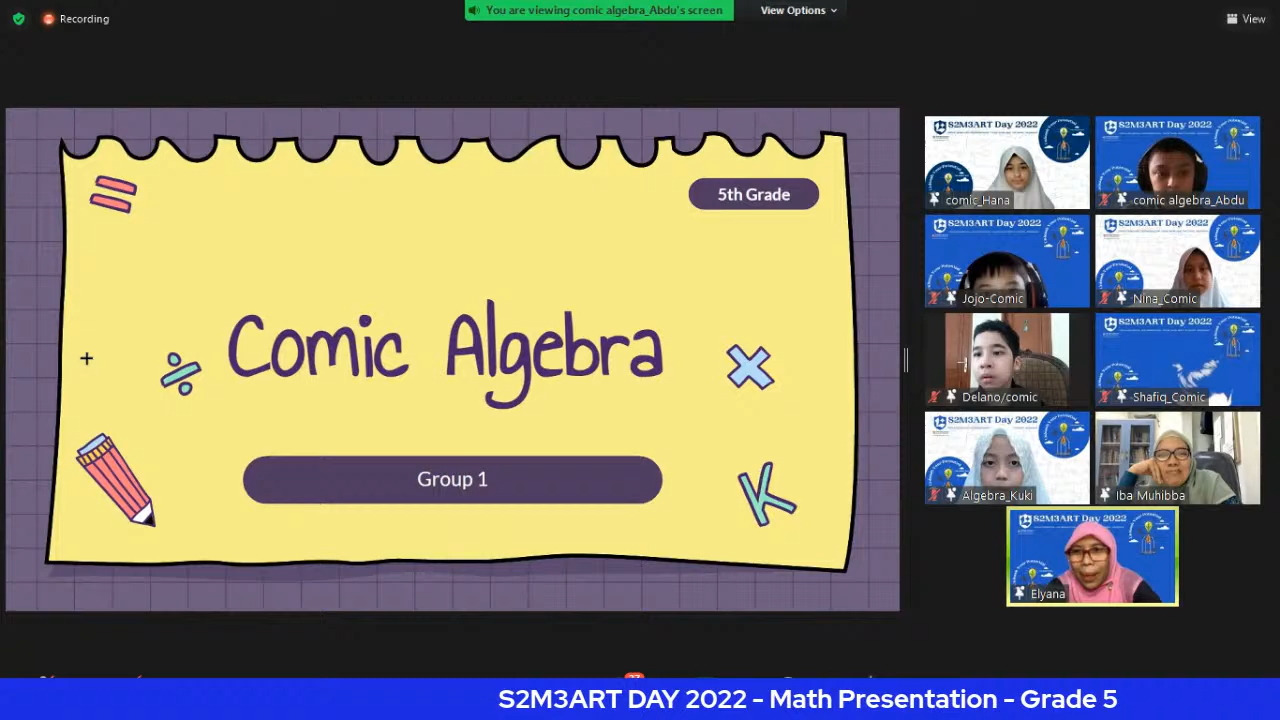 Recording
You are viewing comic algebra_Abdu's screen
View Options
View
5th Grade
Comic Algebra
Group 1
K
S2M3ART Day 2022
comic_Hana
S2M3ART Day 2022
comic algebra_Abdu
S2M3ART Day 2022
Jojo-Comic
S2M3ART Day 2022
Nina_Comic
Delano/comic
S2M3ART Day 2022
Shafiq_Comic
S2M3ART Day 2022
Algebra_Kuki
Iba Muhibba
S2M3ART Day 2022
Elyana
S2M3ART DAY 2022 - Math Presentation - Grade 5